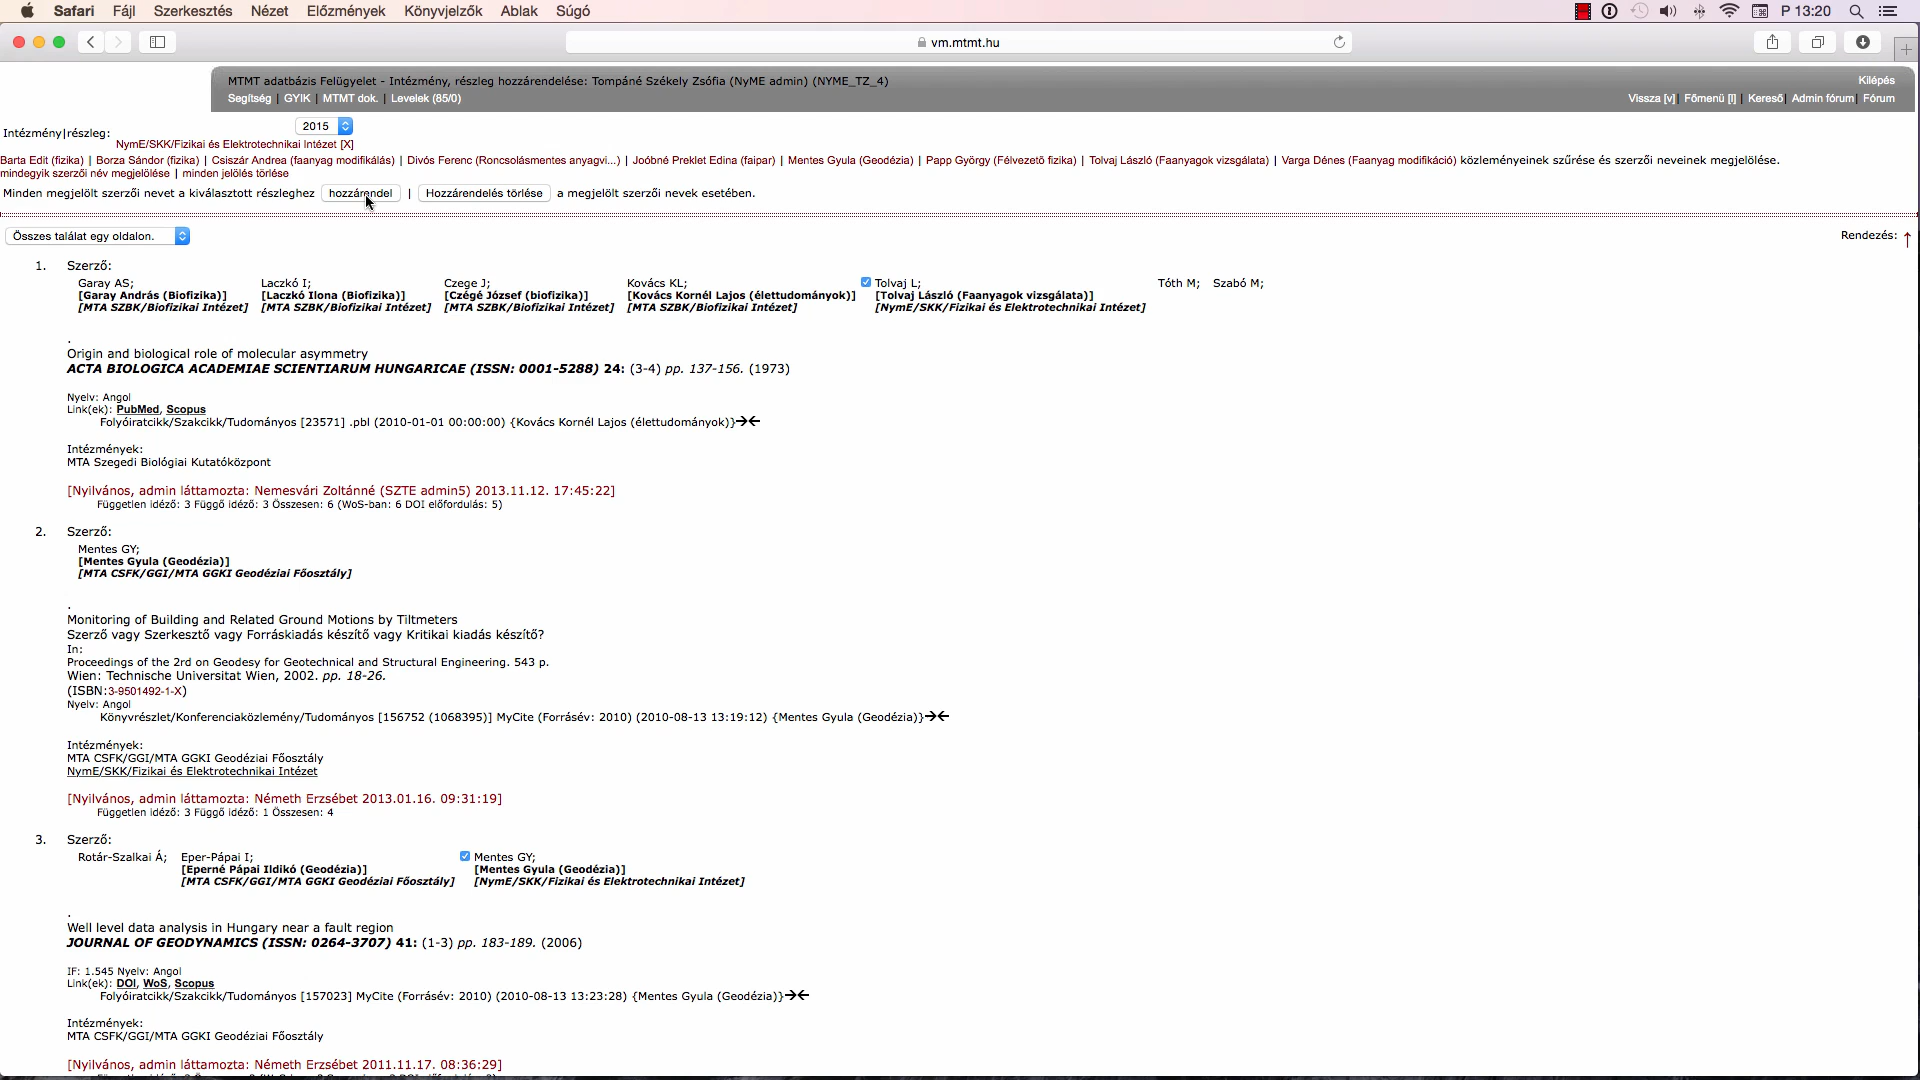 Safari Fájl Szerkesztés Nézet Előzmények Könyvjelzők Ablak Súgó P 13:20
vm.mtmt.hu
MTMT adatbázis Felügyelet - Intézmény, részleg hozzárendelése: Tompáné Székely Zsófia (NyME admin) (NYME_TZ_4) Kilépés
Segítség | GYIK | MTMT dok. | Levelek (85/0) Vissza [v] | Főmenü [l] | Kereső | Admin fórum | Fórum
2015
Intézmény|részleg:
NymE/SKK/Fizikai és Elektrotechnikai Intézet [X]
Barta Edit (fizika) | Borza Sándor (fizika) | Csiszár Andrea (faanyag modifikálás) | Divós Ferenc (Roncsolásmentes anyagvi...) | Joóbné Preklet Edina (faipar) | Mentes Gyula (Geodézia) | Papp György (Félvezető fizika) | Tolvaj László (Faanyagok vizsgálata) | Varga Dénes (Faanyag modifikáció) közleményeinek szűrése és szerzői neveinek megjelölése.
mindegyik szerzői név megjelölése | minden jelölés törlése
Minden megjelölt szerzői nevet a kiválasztott részleghez hozzárendel | Hozzárendelés törlése a megjelölt szerzői nevek esetében.
Összes találat egy oldalon. Rendezés: ↑
1. Szerző:
Garay AS; Laczkó I; Czege J; Kovács KL; Tolvaj L; Tóth M; Szabó M;
[Garay András (Biofizika)] [Laczkó Ilona (Biofizika)] [Czégé József (biofizika)] [Kovács Kornél Lajos (élettudományok)] [Tolvaj László (Faanyagok vizsgálata)]
[MTA SZBK/Biofizikai Intézet] [MTA SZBK/Biofizikai Intézet] [MTA SZBK/Biofizikai Intézet] [MTA SZBK/Biofizikai Intézet] [NymE/SKK/Fizikai és Elektrotechnikai Intézet]
.
Origin and biological role of molecular asymmetry
ACTA BIOLOGICA ACADEMIAE SCIENTIARUM HUNGARICAE (ISSN: 0001-5288) 24: (3-4) pp. 137-156. (1973)
Nyelv: Angol
Link(ek): PubMed, Scopus
Folyóiratcikk/Szakcikk/Tudományos [23571] .pbl (2010-01-01 00:00:00) {Kovács Kornél Lajos (élettudományok)}→←
Intézmények:
MTA Szegedi Biológiai Kutatóközpont
[Nyilvános, admin láttamozta: Nemesvári Zoltánné (SZTE admin5) 2013.11.12. 17:45:22]
Független idéző: 3 Függő idéző: 3 Összesen: 6 (WoS-ban: 6 DOI előfordulás: 5)
2. Szerző:
Mentes GY;
[Mentes Gyula (Geodézia)]
[MTA CSFK/GGI/MTA GGKI Geodéziai Főosztály]
.
Monitoring of Building and Related Ground Motions by Tiltmeters
Szerző vagy Szerkesztő vagy Forráskiadás készítő vagy Kritikai kiadás készítő?
In:
Proceedings of the 2rd on Geodesy for Geotechnical and Structural Engineering. 543 p.
Wien: Technische Universitat Wien, 2002. pp. 18-26.
(ISBN:3-9501492-1-X)
Nyelv: Angol
Könyvrészlet/Konferenciaközlemény/Tudományos [156752 (1068395)] MyCite (Forrásév: 2010) (2010-08-13 13:19:12) {Mentes Gyula (Geodézia)}→←
Intézmények:
MTA CSFK/GGI/MTA GGKI Geodéziai Főosztály
NymE/SKK/Fizikai és Elektrotechnikai Intézet
[Nyilvános, admin láttamozta: Németh Erzsébet 2013.01.16. 09:31:19]
Független idéző: 3 Függő idéző: 1 Összesen: 4
3. Szerző:
Rotár-Szalkai Á; Eper-Pápai I; Mentes GY;
[Eperné Pápai Ildikó (Geodézia)] [Mentes Gyula (Geodézia)]
[MTA CSFK/GGI/MTA GGKI Geodéziai Főosztály] [NymE/SKK/Fizikai és Elektrotechnikai Intézet]
.
Well level data analysis in Hungary near a fault region
JOURNAL OF GEODYNAMICS (ISSN: 0264-3707) 41: (1-3) pp. 183-189. (2006)
IF: 1.545 Nyelv: Angol
Link(ek): DOI, WoS, Scopus
Folyóiratcikk/Szakcikk/Tudományos [157023] MyCite (Forrásév: 2010) (2010-08-13 13:23:28) {Mentes Gyula (Geodézia)}→←
Intézmények:
MTA CSFK/GGI/MTA GGKI Geodéziai Főosztály
[Nyilvános, admin láttamozta: Németh Erzsébet 2011.11.17. 08:36:29]